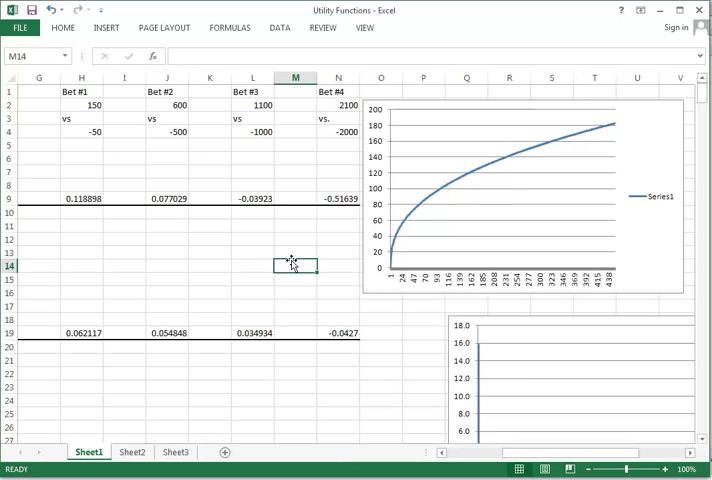 Utility Functions - Excel
Sign in
FILE HOME INSERT PAGE LAYOUT FORMULAS DATA REVIEW VIEW
M14 fx
G H I J K L M N O P Q R S T U V
1 Bet #1 Bet #2 Bet #3 Bet #4
2 150 600 1100 2100
3 vs vs vs vs.
4 -50 -500 -1000 -2000
5
6
7
8
9 0.118898 0.077029 -0.03923 -0.51639
10
11
12
13
14
15
16
17
18
19 0.062117 0.054848 0.034934 -0.0427
20
21
22
23
24
25
26
27
200
180
160
140
120
100
80
60
40
20
0
1 24 47 70 93 116 139 162 185 208 231 254 277 300 323 346 369 392 415 438
Series1
18.0
16.0
14.0
12.0
10.0
8.0
6.0
Sheet1 Sheet2 Sheet3
READY 100%